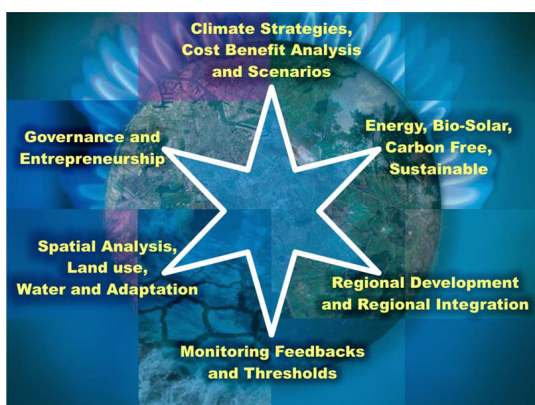 Climate Strategies,
Cost Benefit Analysis
and Scenarios
Energy, Bio-Solar,
Carbon Free,
Sustainable
Regional Development
and Regional Integration
Monitoring Feedbacks
and Thresholds
Spatial Analysis,
Land use,
Water and Adaptation
Governance and
Entrepreneurship